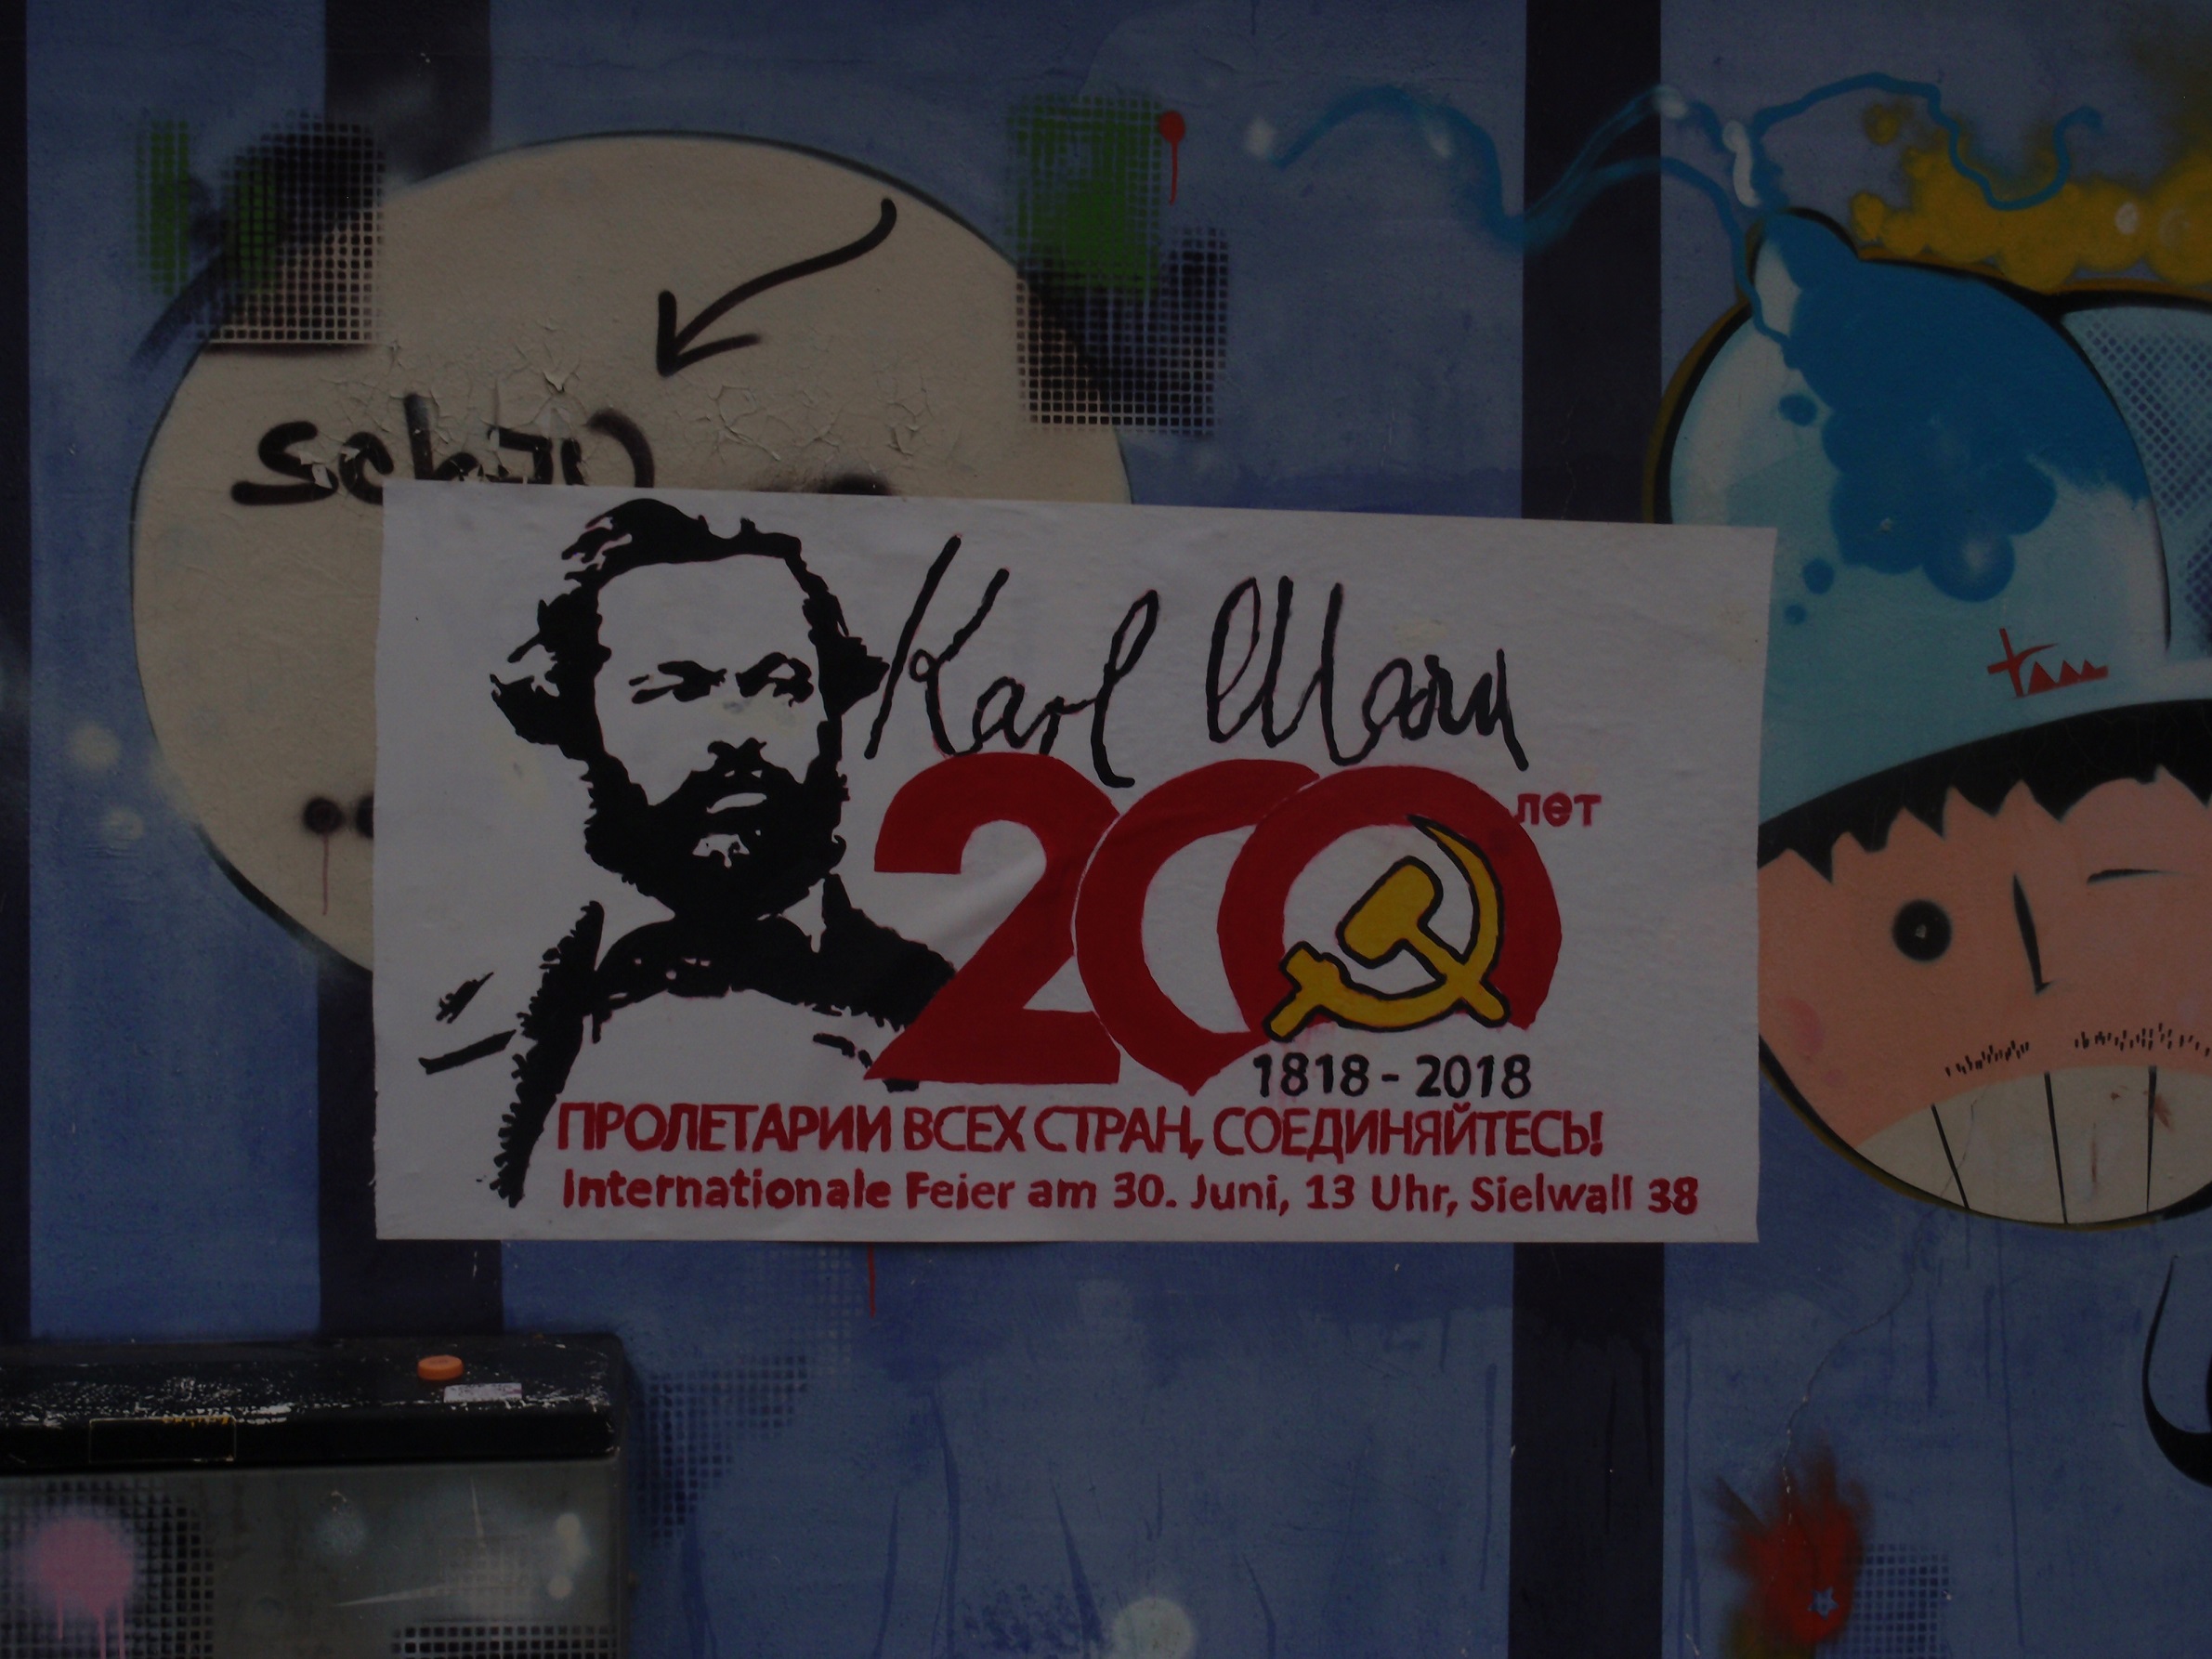 Karl Marx
200 лет
1818 - 2018
ПРОЛЕТАРИИ ВСЕХ СТРАН, СОЕДИНЯЙТЕСЬ!
Internationale Feier am 30. Juni, 13 Uhr, Sielwall 38